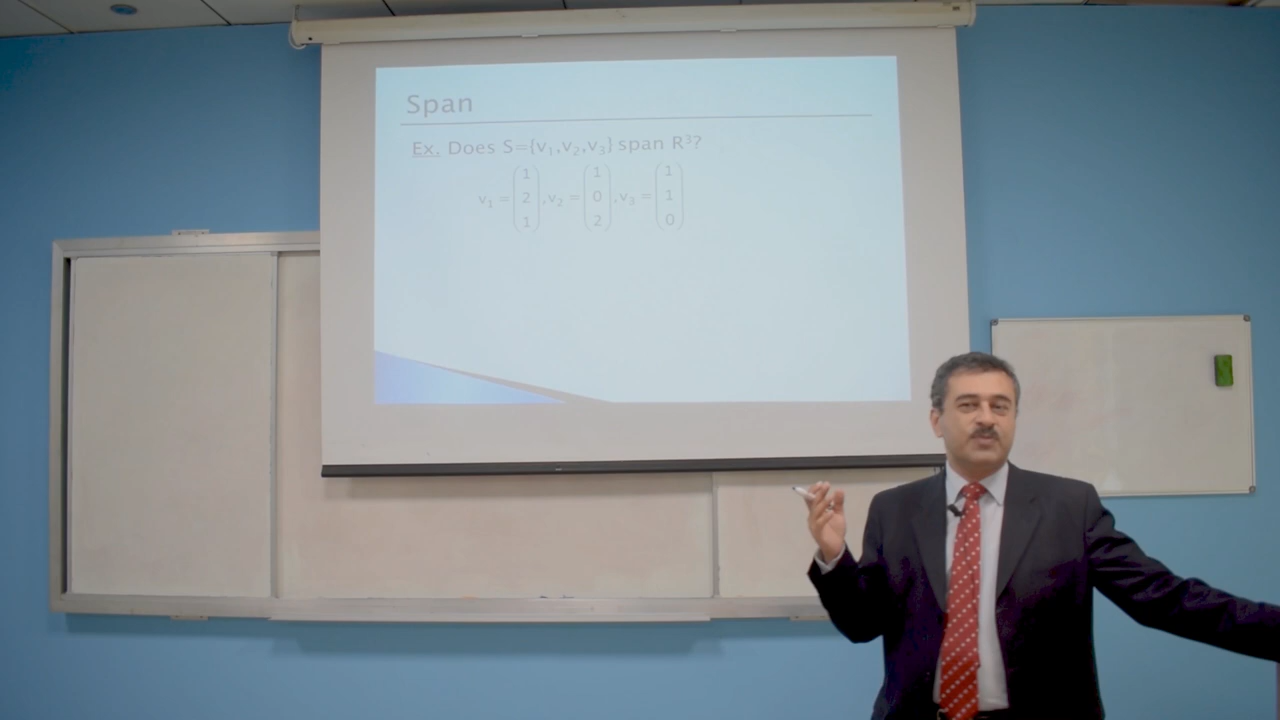 Span
Ex. Does S={v₁,v₂,v₃} span R³?
v₁ = (1 2 1) ,v₂ = (1 0 2) ,v₃ = (1 1 0)